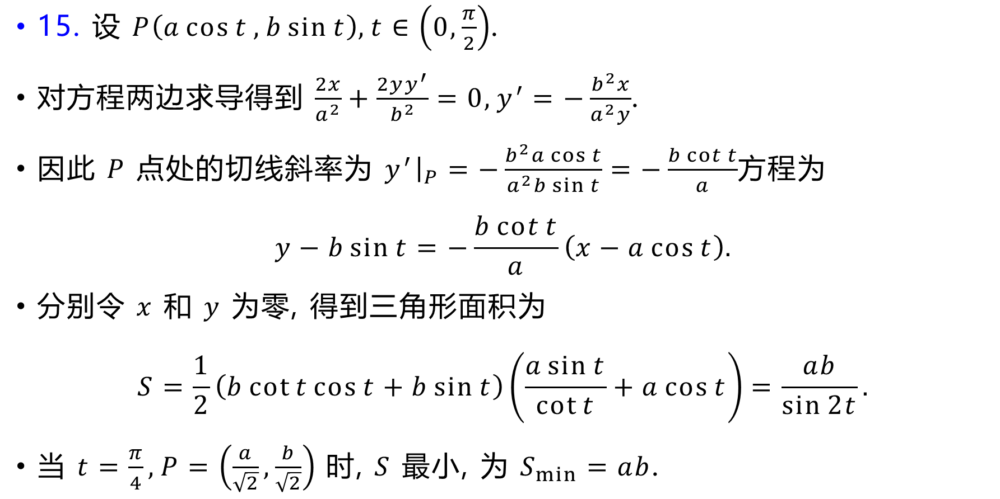 • 15. 设 $P(a \cos t, b \sin t), t \in \left(0, \frac{\pi}{2}\right)$.
• 对方程两边求导得到 $\frac{2x}{a^2} + \frac{2yy'}{b^2} = 0, y' = -\frac{b^2 x}{a^2 y}$.
• 因此 $P$ 点处的切线斜率为 $y'|_P = -\frac{b^2 a \cos t}{a^2 b \sin t} = -\frac{b \cot t}{a}$方程为
$y - b \sin t = -\frac{b \cot t}{a}(x - a \cos t).$
• 分别令 $x$ 和 $y$ 为零, 得到三角形面积为
$S = \frac{1}{2}(b \cot t \cos t + b \sin t)\left(\frac{a \sin t}{\cot t} + a \cos t\right) = \frac{ab}{\sin 2t}.$
• 当 $t = \frac{\pi}{4}, P = \left(\frac{a}{\sqrt{2}}, \frac{b}{\sqrt{2}}\right)$ 时, $S$ 最小, 为 $S_{\min} = ab$.